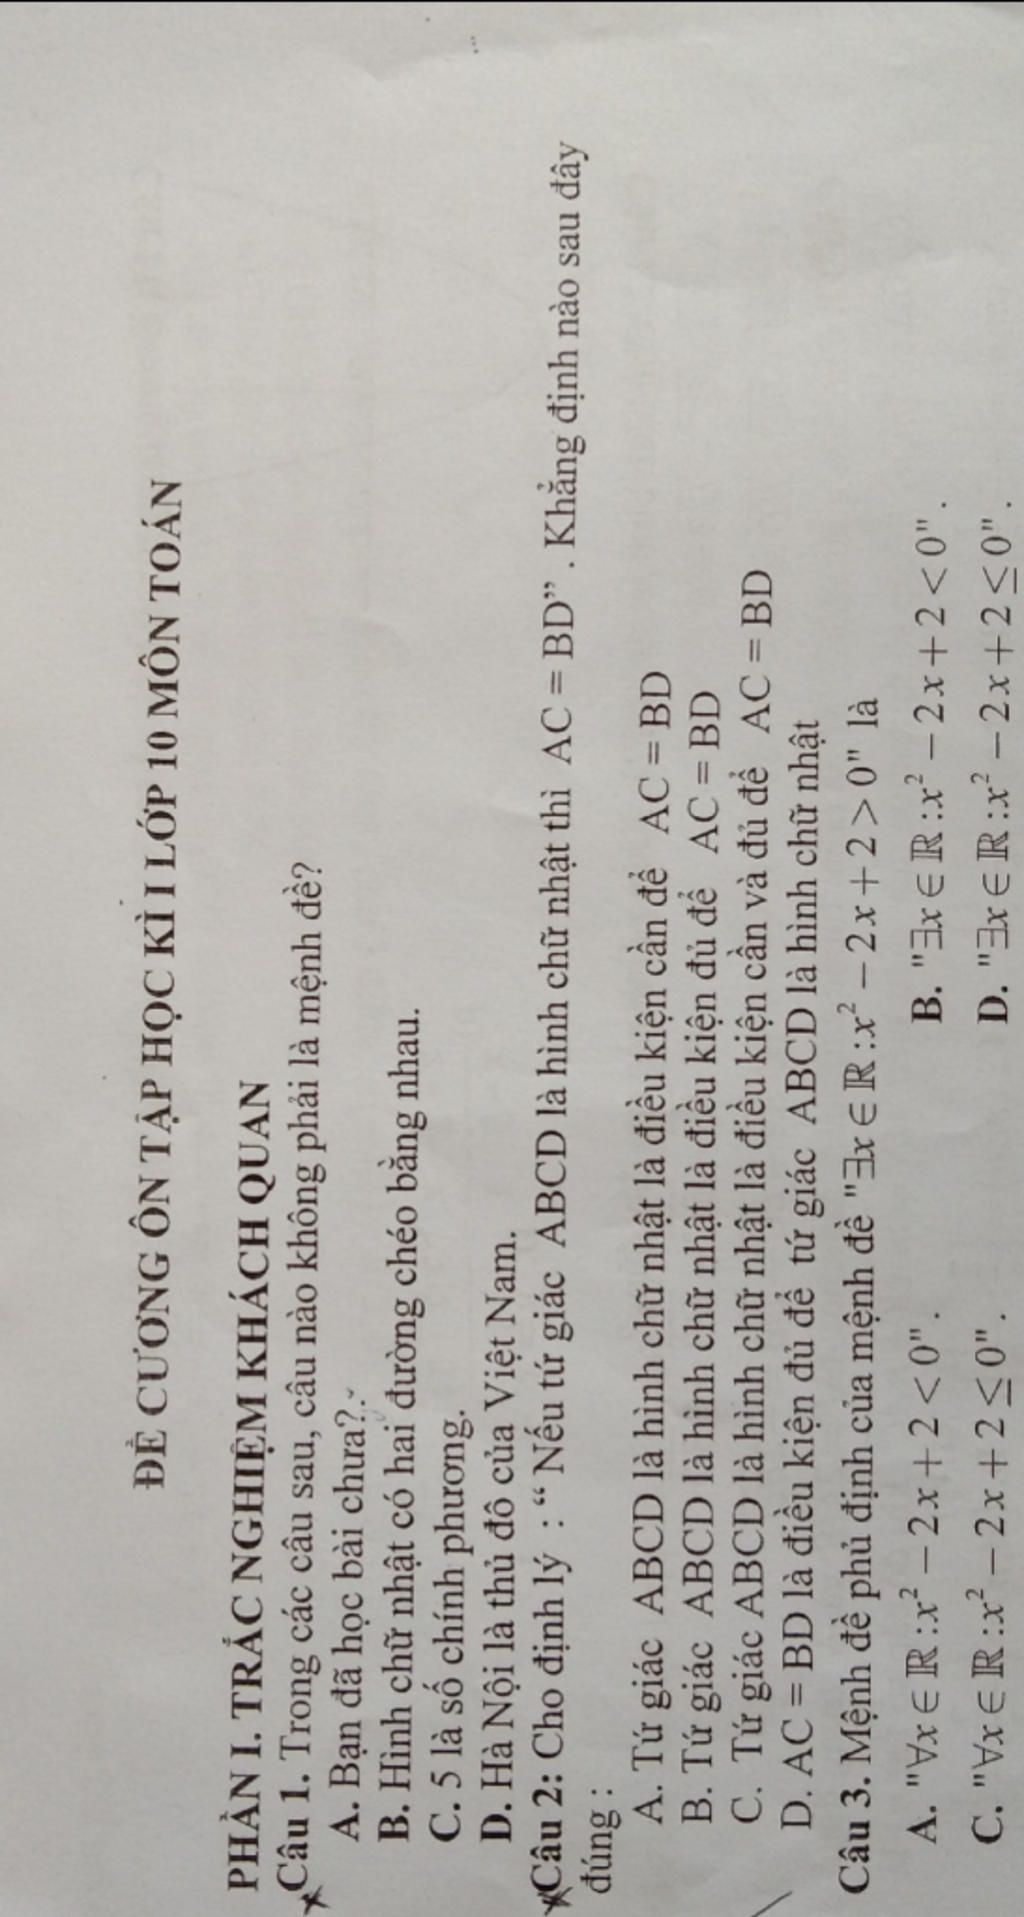 ĐỀ CƯƠNG ÔN TẬP HỌC KÌ I LỚP 10 MÔN TOÁN
PHẦN I. TRẮC NGHIỆM KHÁCH QUAN
Câu 1. Trong các câu sau, câu nào không phải là mệnh đề?
A. Bạn đã học bài chưa?.
B. Hình chữ nhật có hai đường chéo bằng nhau.
C. 5 là số chính phương.
D. Hà Nội là thủ đô của Việt Nam.
Câu 2: Cho định lý : “ Nếu tứ giác ABCD là hình chữ nhật thì AC = BD” . Khẳng định nào sau đây
đúng :
A. Tứ giác ABCD là hình chữ nhật là điều kiện cần để AC = BD
B. Tứ giác ABCD là hình chữ nhật là điều kiện đủ để AC = BD
C. Tứ giác ABCD là hình chữ nhật là điều kiện cần và đủ để AC = BD
D. AC = BD là điều kiện đủ để tứ giác ABCD là hình chữ nhật
Câu 3. Mệnh đề phủ định của mệnh đề "∃x∈ℝ:x²−2x+2>0" là
A. "∀x∈ℝ:x²−2x+2<0". B. "∃x∈ℝ:x²−2x+2<0".
C. "∀x∈ℝ:x²−2x+2≤0". D. "∃x∈ℝ:x²−2x+2≤0".